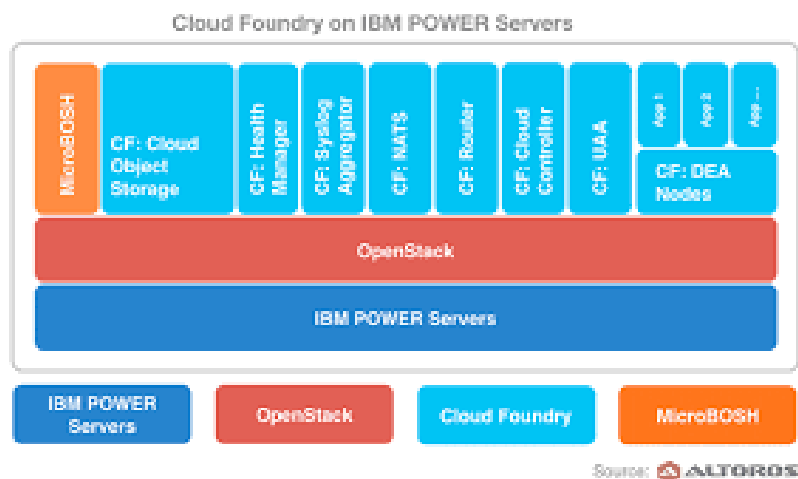 Cloud Foundry on IBM POWER Servers
MicroBOSH
CF: Cloud
Object
Storage
CF: Health
Manager
CF: Syslog
Aggregator
CF: NATS
CF: Router
CF: Cloud
Controller
CF: UAA
App 1
App 2
App ...
CF: DEA
Nodes
OpenStack
IBM POWER Servers
IBM POWER
Servers
OpenStack
Cloud Foundry
MicroBOSH
Source: ALTOROS